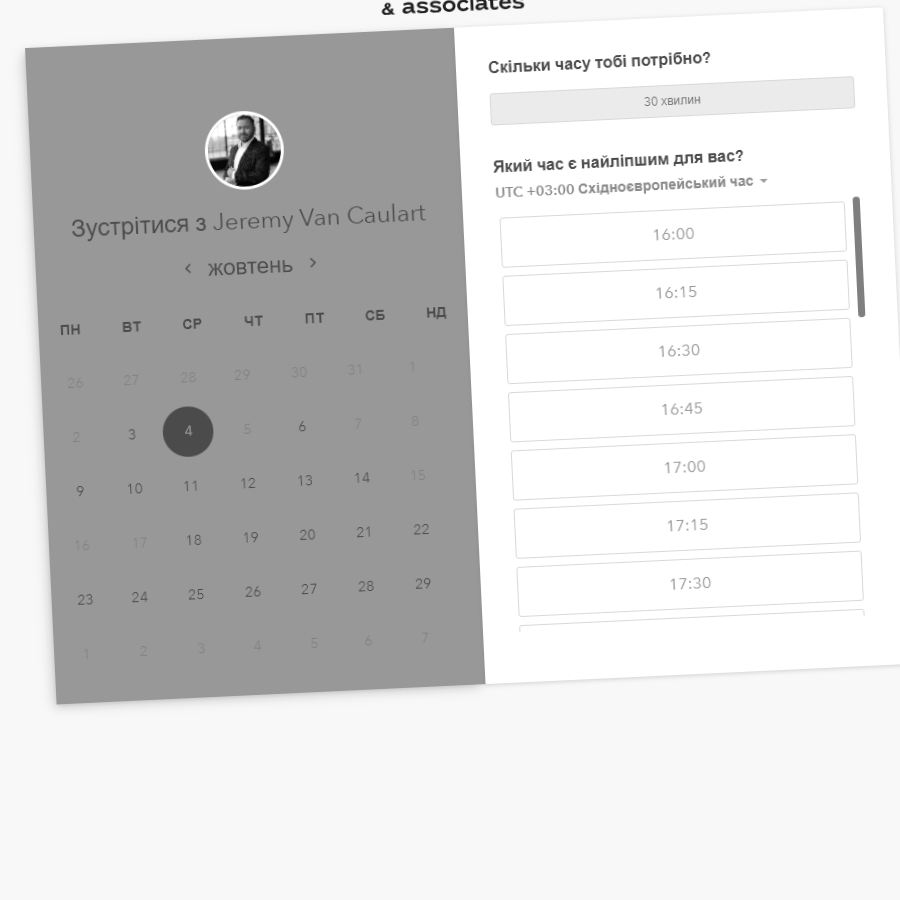 & associates
Зустрітися з Jeremy Van Caulart
жовтень
ПН ВТ СР ЧТ ПТ СБ НД
26 27 28 29 30 31 1
2 3 4 5 6 7 8
9 10 11 12 13 14 15
16 17 18 19 20 21 22
23 24 25 26 27 28 29
1 2 3 4 5 6 7
Скільки часу тобі потрібно?
30 хвилин
Який час є найліпшим для вас?
UTC +03:00 Східноєвропейський час
16:00
16:15
16:30
16:45
17:00
17:15
17:30